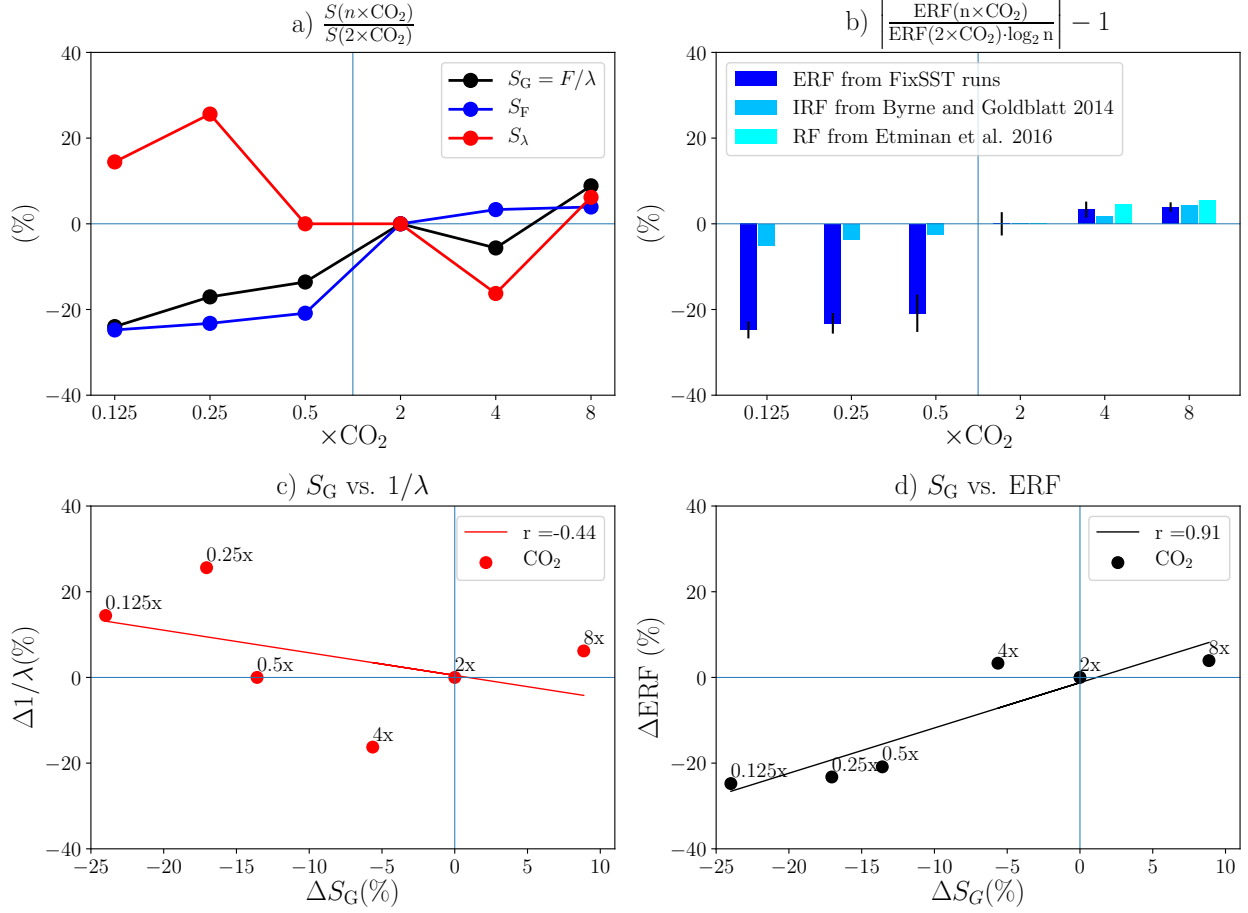 a) S(n×CO₂)/S(2×CO₂)
40
20
0
−20
−40
(%)
0.125 0.25 0.5 2 4 8
×CO₂
S_G = F/λ
S_F
S_λ
b) |ERF(n×CO₂)/ERF(2×CO₂)·log₂ n| − 1
40
20
0
−20
−40
(%)
0.125 0.25 0.5 2 4 8
×CO₂
ERF from FixSST runs
IRF from Byrne and Goldblatt 2014
RF from Etminan et al. 2016
c) S_G vs. 1/λ
40
20
0
−20
−40
Δ1/λ(%)
−25 −20 −15 −10 −5 0 5 10
ΔS_G(%)
r =-0.44
CO₂
0.125x
0.25x
0.5x
4x
2x
8x
d) S_G vs. ERF
40
20
0
−20
−40
ΔERF (%)
−25 −20 −15 −10 −5 0 5 10
ΔS_G(%)
r =0.91
CO₂
0.125x
0.25x
0.5x
4x
2x
8x